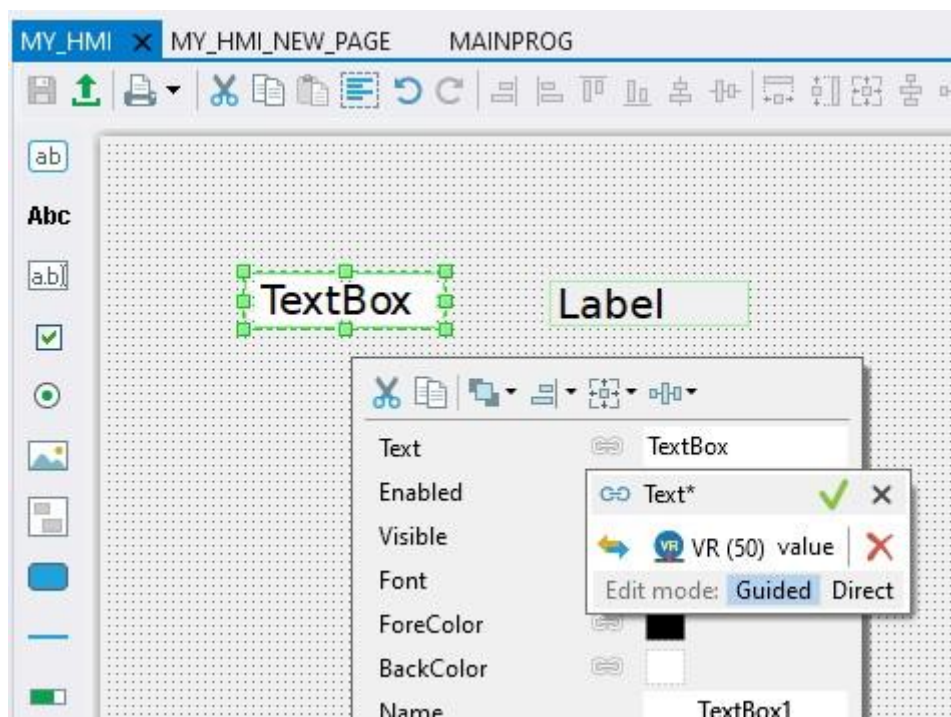 MY_HMI MY_HMI_NEW_PAGE MAINPROG
ab
Abc
a.b
TextBox Label
Text TextBox
Enabled Text*
Visible VR VR (50) value
Font Edit mode: Guided Direct
ForeColor
BackColor
Name TextBox1